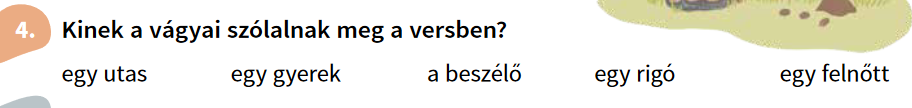 4. Kinek a vágyai szólalnak meg a versben?
egy utas egy gyerek a beszélő egy rigó egy felnőtt